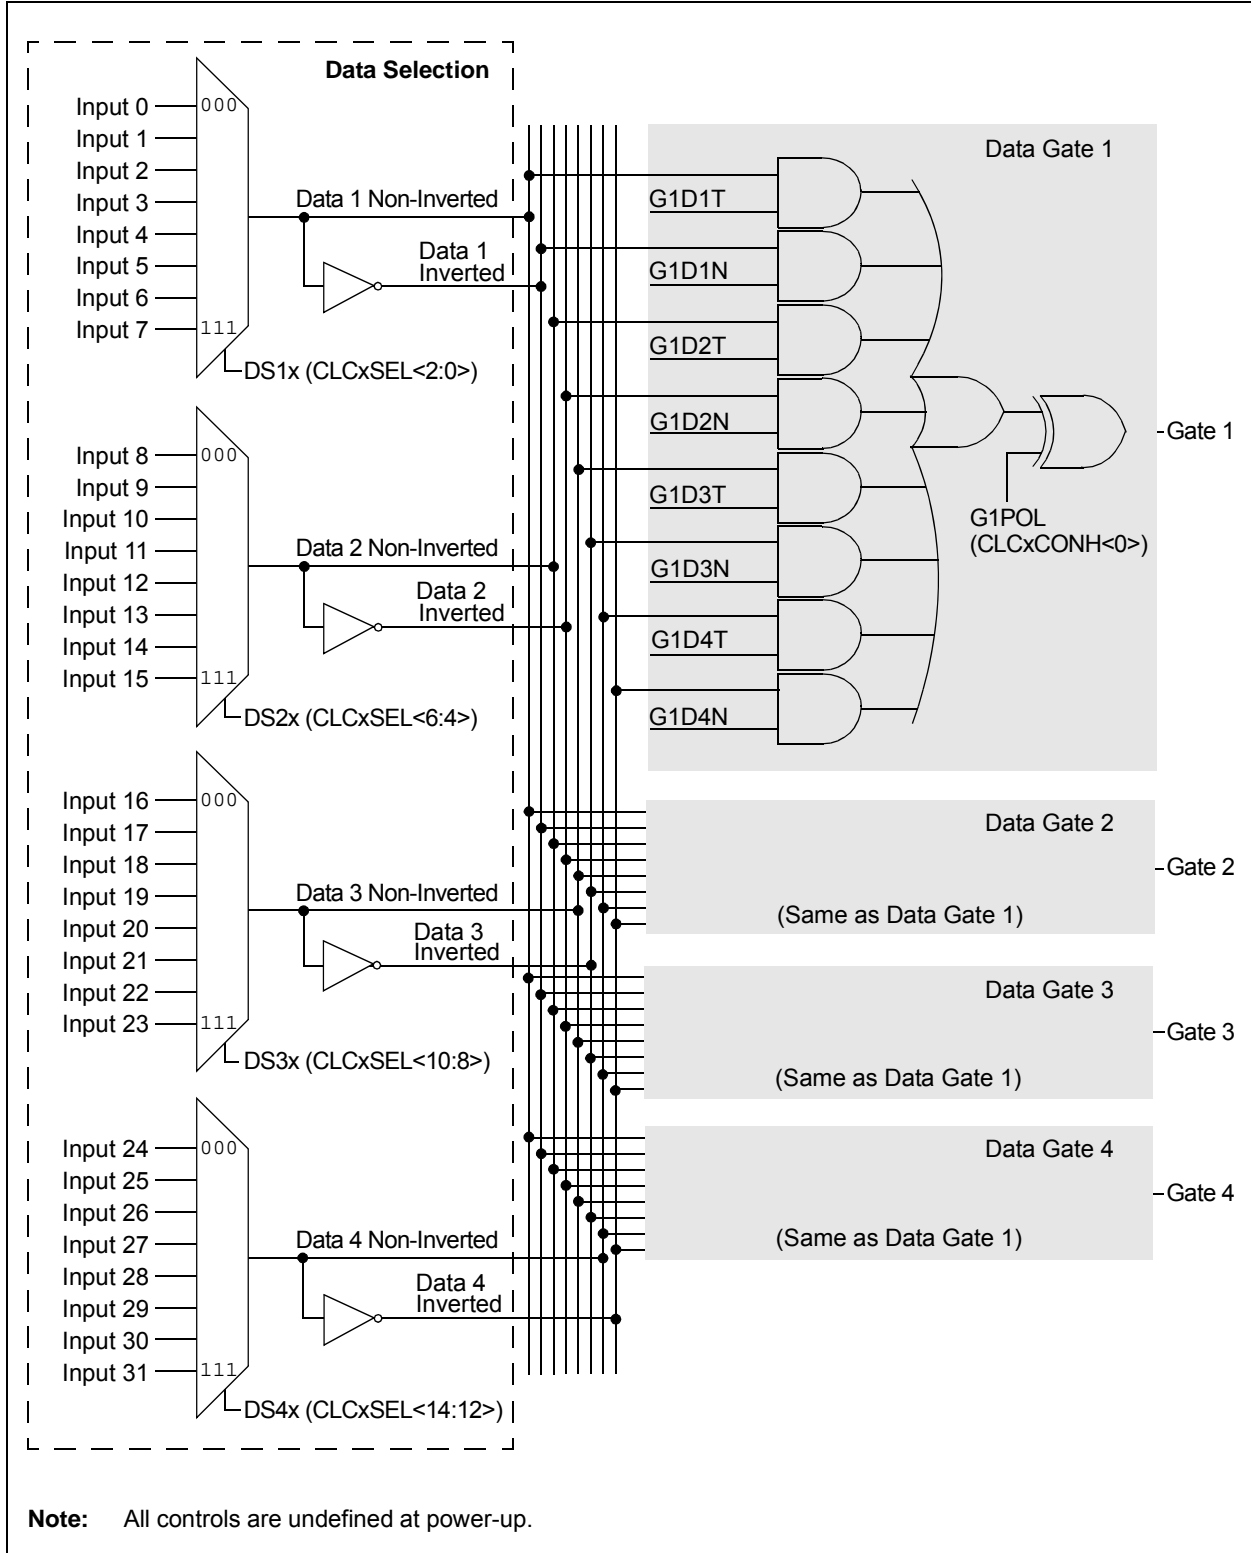 Data Selection
Input 0
000
Input 1
Input 2
Input 3
Input 4
Input 5
Input 6
Input 7
111
Data 1 Non-Inverted
Data 1
Inverted
DS1x (CLCxSEL<2:0>)
Input 8
000
Input 9
Input 10
Input 11
Input 12
Input 13
Input 14
Input 15
111
Data 2 Non-Inverted
Data 2
Inverted
DS2x (CLCxSEL<6:4>)
Input 16
000
Input 17
Input 18
Input 19
Input 20
Input 21
Input 22
Input 23
111
Data 3 Non-Inverted
Data 3
Inverted
DS3x (CLCxSEL<10:8>)
Input 24
000
Input 25
Input 26
Input 27
Input 28
Input 29
Input 30
Input 31
111
Data 4 Non-Inverted
Data 4
Inverted
DS4x (CLCxSEL<14:12>)
Data Gate 1
G1D1T
G1D1N
G1D2T
G1D2N
G1D3T
G1D3N
G1D4T
G1D4N
G1POL
(CLCxCONH<0>)
Gate 1
Data Gate 2
(Same as Data Gate 1)
Gate 2
Data Gate 3
(Same as Data Gate 1)
Gate 3
Data Gate 4
(Same as Data Gate 1)
Gate 4
Note: All controls are undefined at power-up.